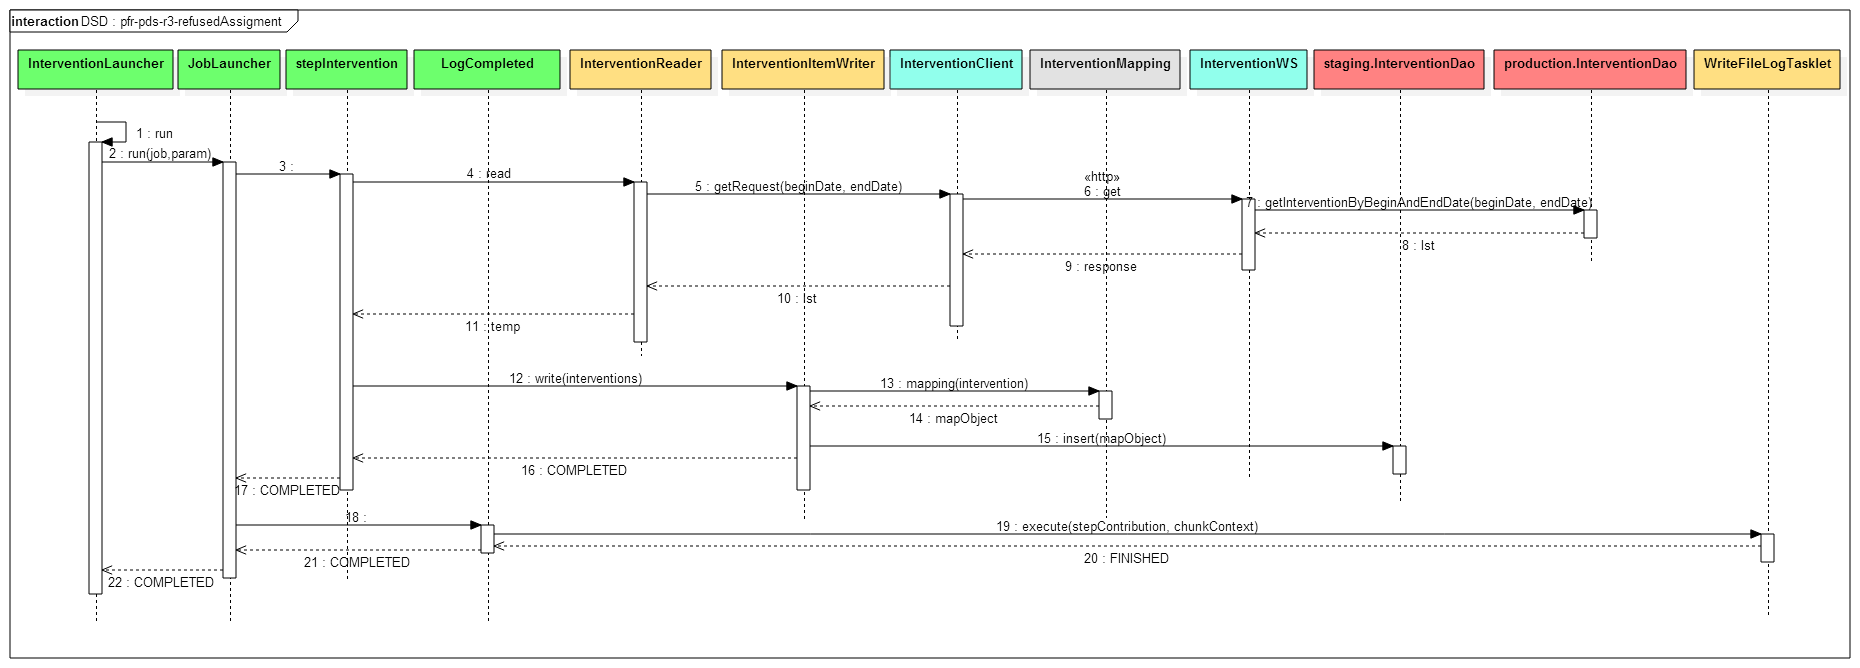 interaction DSD : pfr-pds-r3-refusedAssigment
InterventionLauncher
JobLauncher
stepIntervention
LogCompleted
InterventionReader
InterventionItemWriter
InterventionClient
InterventionMapping
InterventionWS
staging.InterventionDao
production.InterventionDao
WriteFileLogTasklet
1 : run
2 : run(job,param)
3 :
4 : read
5 : getRequest(beginDate, endDate)
«http»
6 : get
7 : getInterventionByBeginAndEndDate(beginDate, endDate)
8 : lst
9 : response
10 : lst
11 : temp
12 : write(interventions)
13 : mapping(intervention)
14 : mapObject
15 : insert(mapObject)
16 : COMPLETED
17 : COMPLETED
18 :
19 : execute(stepContribution, chunkContext)
20 : FINISHED
21 : COMPLETED
22 : COMPLETED